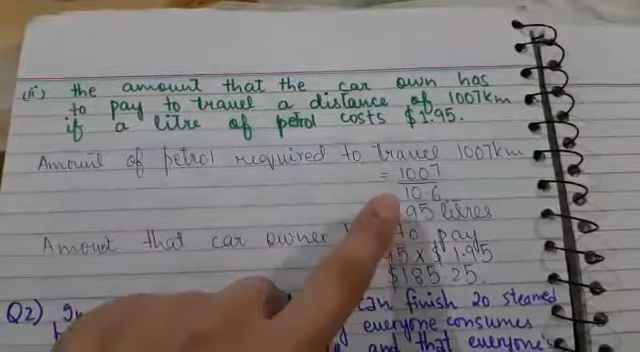 (ii) the amount that the car own has
to pay to travel a distance of 1007km
if a litre of petrol costs $1.95.
Amount of petrol required to travel 1007km
= 1007
10.6
95 litres
Amount that car owner to pay
95 x $1.95
$185.25.
Q2) can finish 20 steamed
everyone consumes
and that everyone's